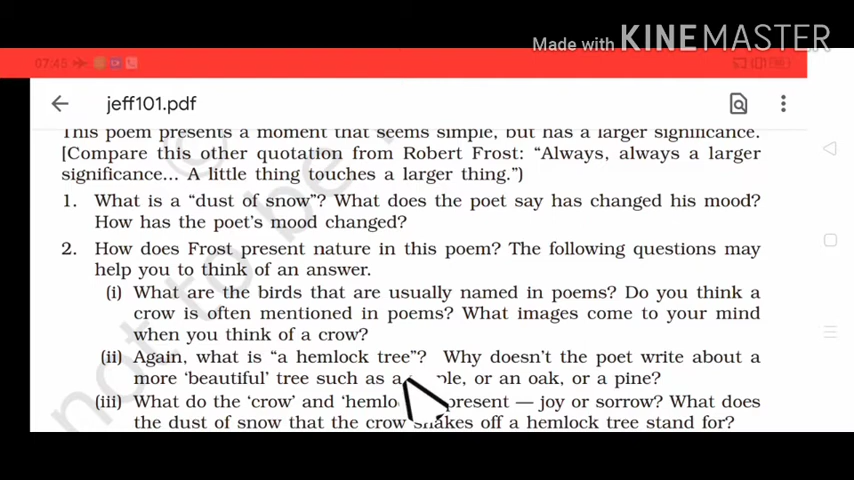 Made with KINEMASTER
07:45
jeff101.pdf
This poem presents a moment that seems simple, but has a larger significance.
[Compare this other quotation from Robert Frost: “Always, always a larger
significance... A little thing touches a larger thing.”)
1. What is a “dust of snow”? What does the poet say has changed his mood?
How has the poet's mood changed?
2. How does Frost present nature in this poem? The following questions may
help you to think of an answer.
(i) What are the birds that are usually named in poems? Do you think a
crow is often mentioned in poems? What images come to your mind
when you think of a crow?
(ii) Again, what is “a hemlock tree”? Why doesn't the poet write about a
more ‘beautiful’ tree such as a or an oak, or a pine?
(iii) What do the ‘crow’ and — joy or sorrow? What does
the dust of snow that the crow shakes off a hemlock tree stand for?
not to be